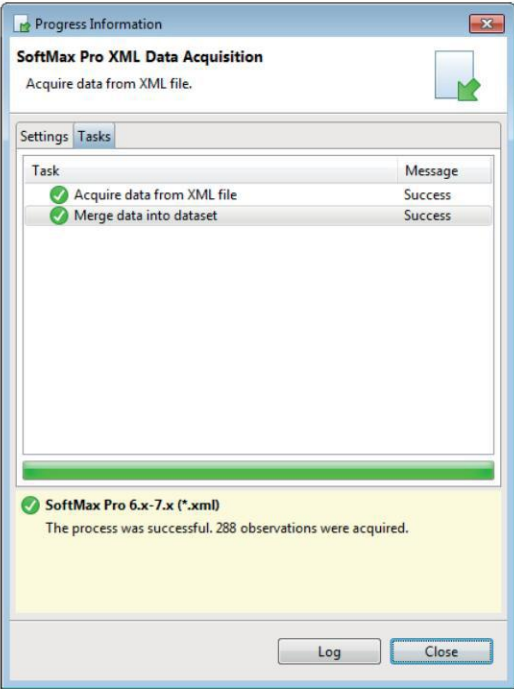 Progress Information
SoftMax Pro XML Data Acquisition
Acquire data from XML file.
Settings Tasks
Task Message
Acquire data from XML file Success
Merge data into dataset Success
SoftMax Pro 6.x-7.x (*.xml)
The process was successful. 288 observations were acquired.
Log Close